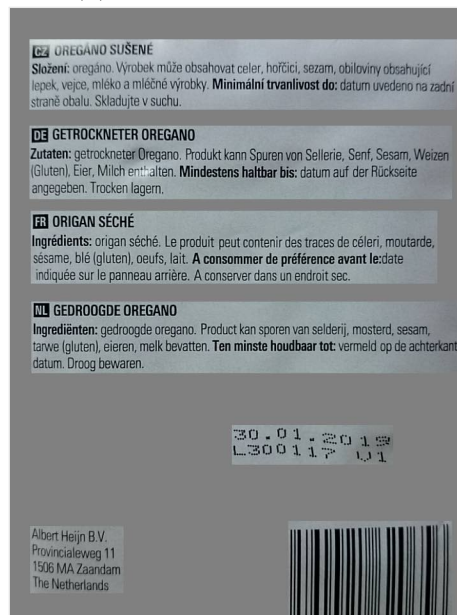 CZ OREGÁNO SUŠENÉ
Složení: oregáno. Výrobek může obsahovat celer, hořčici, sezam, obiloviny obsahující
lepek, vejce, mléko a mléčné výrobky. Minimální trvanlivost do: datum uvedeno na zadní
straně obalu. Skladujte v suchu.
DE GETROCKNETER OREGANO
Zutaten: getrockneter Oregano. Produkt kann Spuren von Sellerie, Senf, Sesam, Weizen
(Gluten), Eier, Milch enthalten. Mindestens haltbar bis: datum auf der Rückseite
angegeben. Trocken lagern.
FR ORIGAN SÉCHÉ
Ingrédients: origan séché. Le produit peut contenir des traces de céleri, moutarde,
sésame, blé (gluten), oeufs, lait. A consommer de préférence avant le:date
indiquée sur le panneau arrière. A conserver dans un endroit sec.
NL GEDROOGDE OREGANO
Ingrediënten: gedroogde oregano. Product kan sporen van selderij, mosterd, sesam,
tarwe (gluten), eieren, melk bevatten. Ten minste houdbaar tot: vermeld op de achterkant
datum. Droog bewaren.
30.01.2019
L300117 V1
Albert Heijn B.V.
Provincialeweg 11
1506 MA Zaandam
The Netherlands